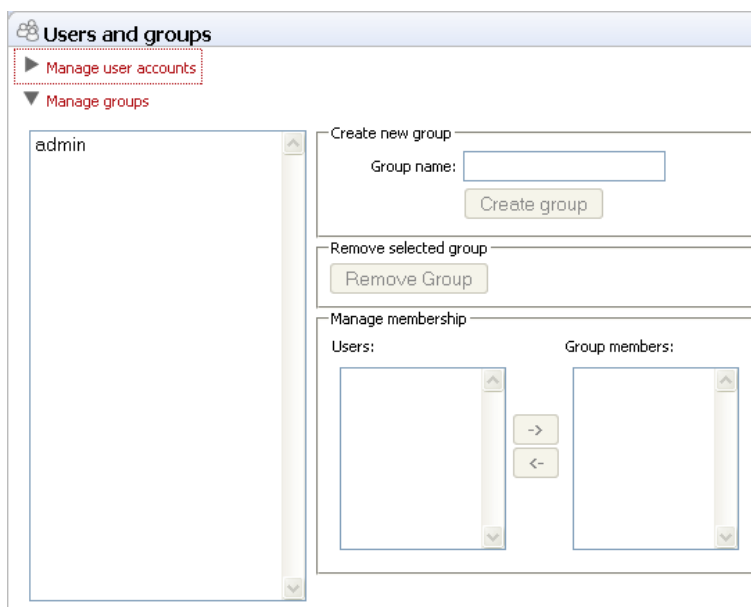 Users and groups
Manage user accounts
Manage groups
admin
Create new group
Group name:
Create group
Remove selected group
Remove Group
Manage membership
Users:
Group members:
->
<-